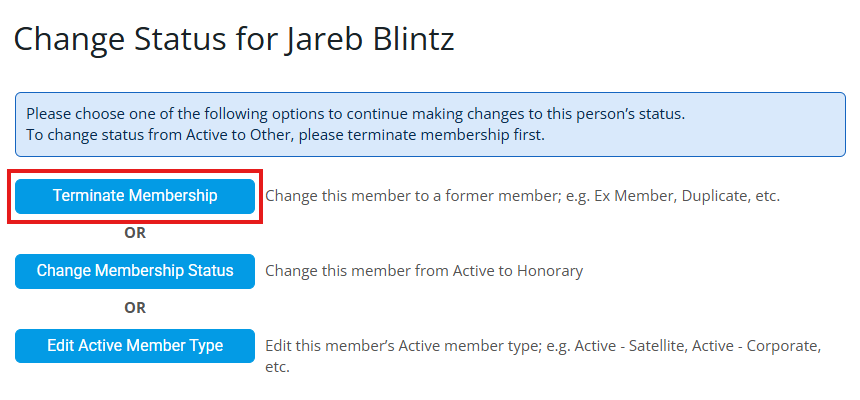 Change Status for Jareb Blintz
Please choose one of the following options to continue making changes to this person’s status.
To change status from Active to Other, please terminate membership first.
Terminate Membership Change this member to a former member; e.g. Ex Member, Duplicate, etc.
OR
Change Membership Status Change this member from Active to Honorary
OR
Edit Active Member Type Edit this member’s Active member type; e.g. Active - Satellite, Active - Corporate,
etc.